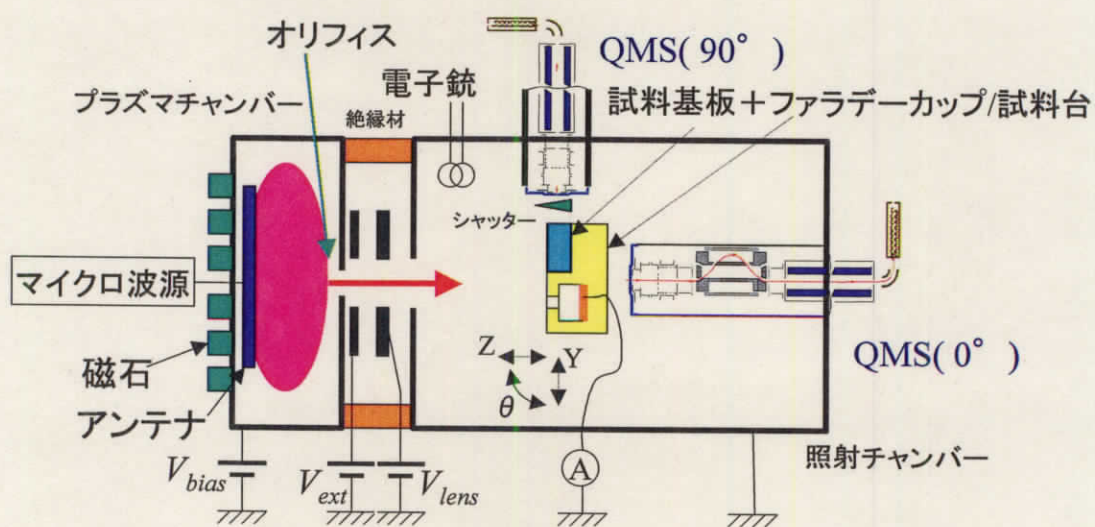 オリフィス
QMS( 90° )
電子銃
プラズマチャンバー
絶縁材
試料基板＋ファラデーカップ/試料台
シャッター
マイクロ波源
Z
Y
θ
QMS( 0° )
磁石
アンテナ
A
照射チャンバー
Vbias
Vext
Vlens